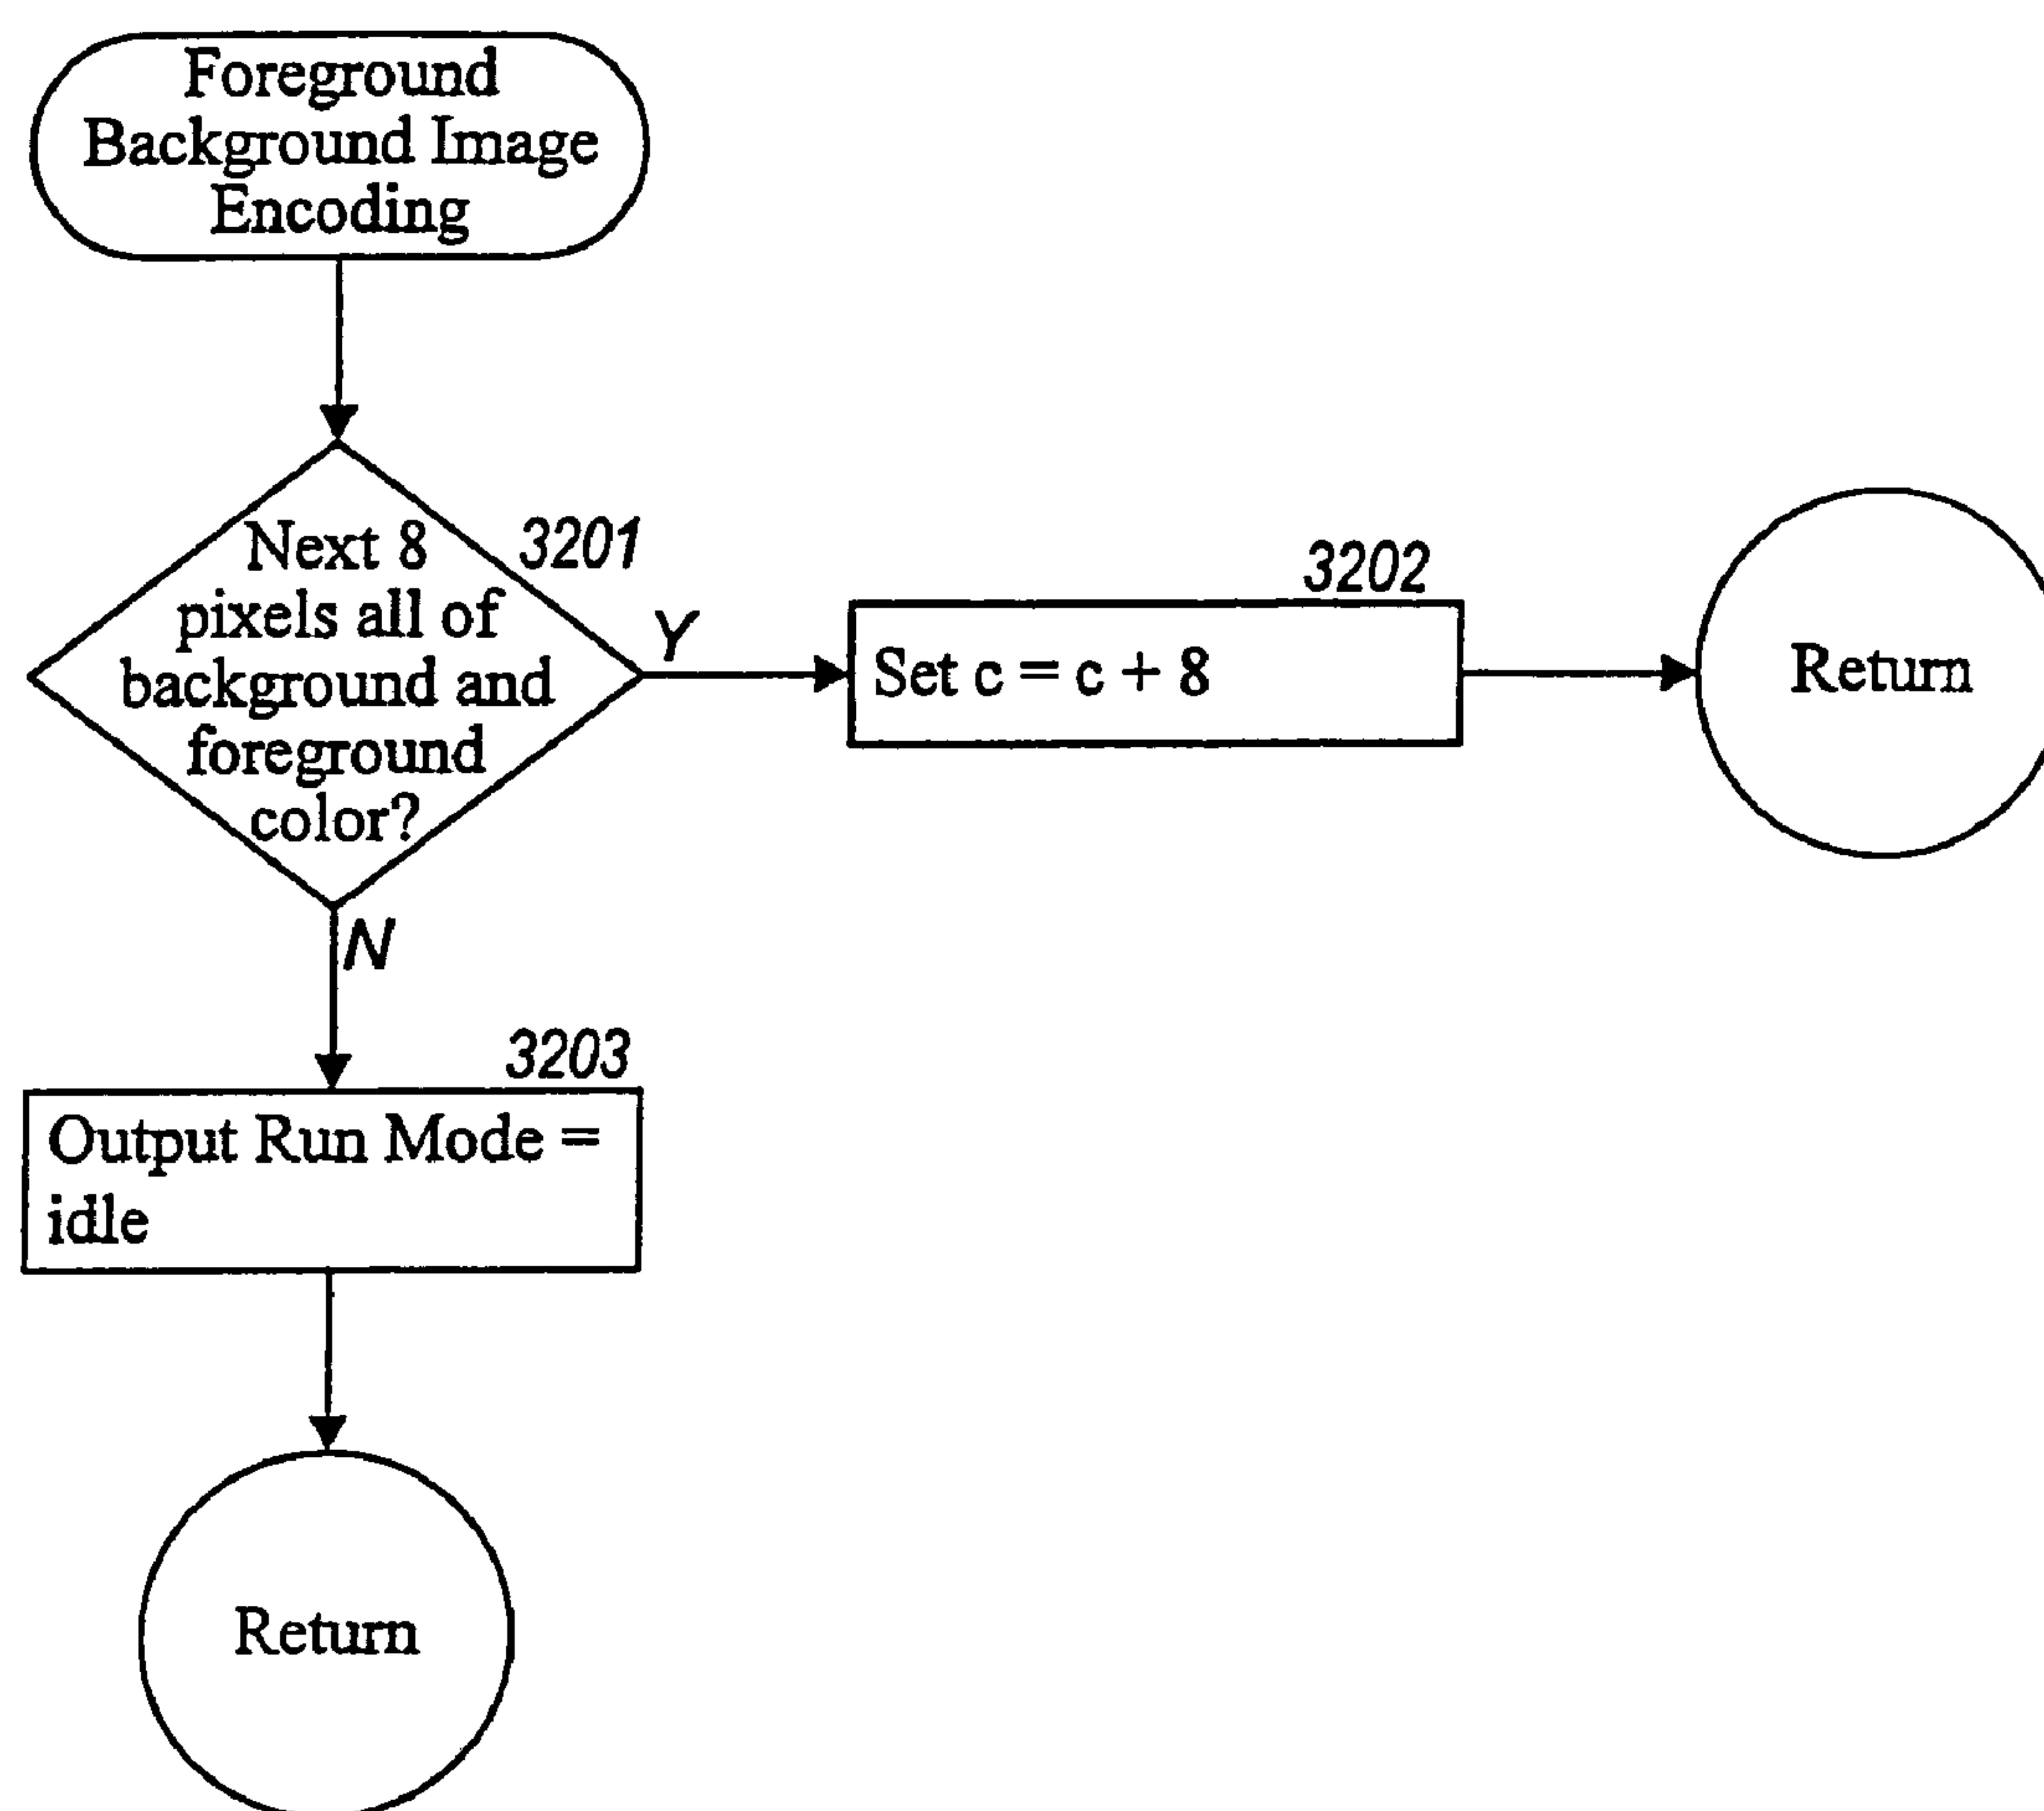 Foreground
Background Image
Encoding
Next 8
pixels all of
background and
foreground
color?
3201
Y
3202
Set c = c + 8
Return
N
3203
Output Run Mode =
idle
Return